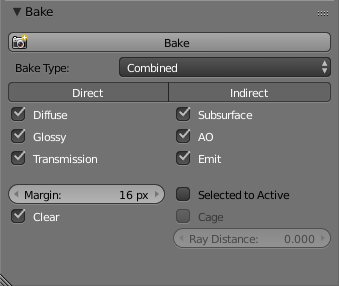 Bake
Bake
Bake Type: Combined
Direct Indirect
Diffuse Subsurface
Glossy AO
Transmission Emit
Margin: 16 px Selected to Active
Clear Cage
Ray Distance: 0.000